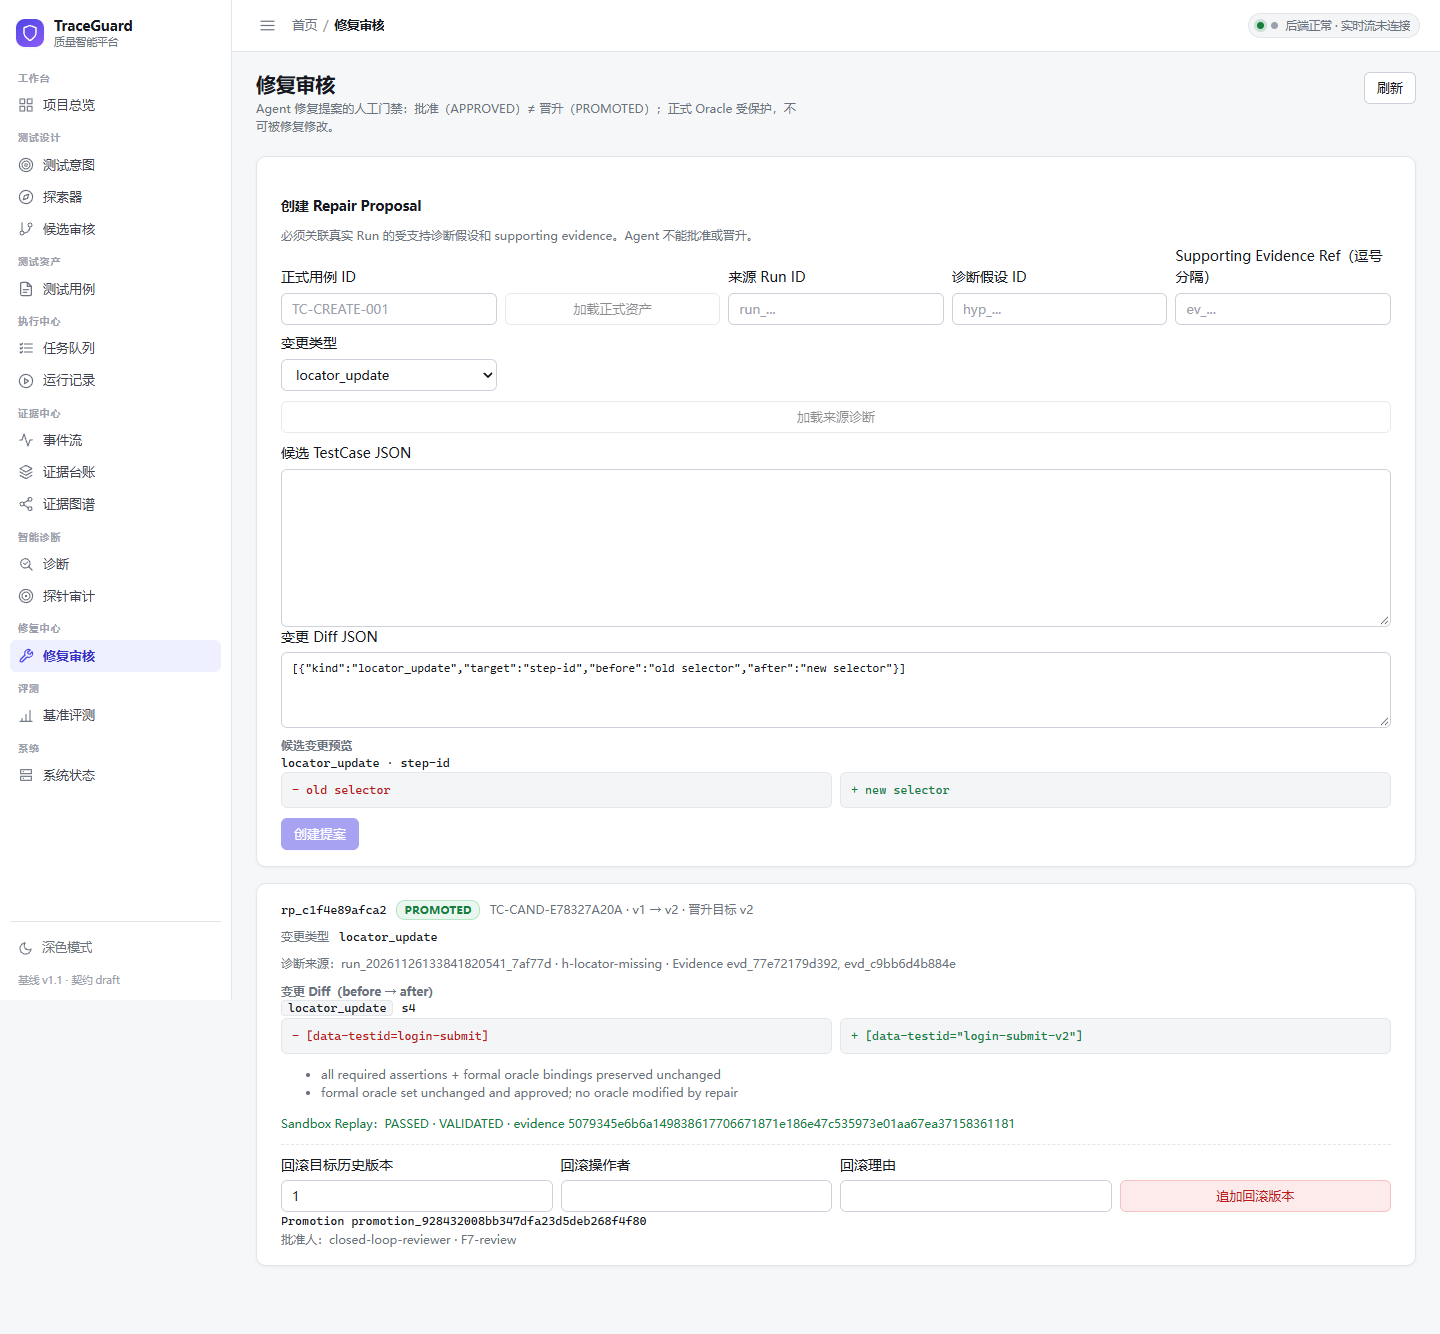 TraceGuard
质量智能平台
工作台
项目总览
测试设计
测试意图
探索器
候选审核
测试资产
测试用例
执行中心
任务队列
运行记录
证据中心
事件流
证据台账
证据图谱
智能诊断
诊断
探针审计
修复中心
修复审核
评测
基准评测
系统
系统状态
深色模式
基线 v1.1 · 契约 draft
首页 / 修复审核
后端正常 · 实时流未连接
修复审核
刷新
Agent 修复提案的人工门禁：批准（APPROVED）≠ 晋升（PROMOTED）；正式 Oracle 受保护，不
可被修复修改。
创建 Repair Proposal
必须关联真实 Run 的受支持诊断假设和 supporting evidence。Agent 不能批准或晋升。
正式用例 ID
TC-CREATE-001
加载正式资产
来源 Run ID
run_...
诊断假设 ID
hyp_...
Supporting Evidence Ref（逗号
分隔）
ev_...
变更类型
locator_update
加载来源诊断
候选 TestCase JSON
变更 Diff JSON
[{"kind":"locator_update","target":"step-id","before":"old selector","after":"new selector"}]
候选变更预览
locator_update · step-id
− old selector
+ new selector
创建提案
rp_c1f4e89afca2 PROMOTED TC-CAND-E78327A20A · v1 → v2 · 晋升目标 v2
变更类型 locator_update
诊断来源：run_20261126133841820541_7af77d · h-locator-missing · Evidence evd_77e72179d392, evd_c9bb6d4b884e
变更 Diff（before → after）
locator_update s4
− [data-testid=login-submit]
+ [data-testid="login-submit-v2"]
• all required assertions + formal oracle bindings preserved unchanged
• formal oracle set unchanged and approved; no oracle modified by repair
Sandbox Replay：PASSED · VALIDATED · evidence 5079345e6b6a149838617706671871e186e47c535973e01aa67ea37158361181
回滚目标历史版本
1
回滚操作者
回滚理由
追加回滚版本
Promotion promotion_928432008bb347dfa23d5deb268f4f80
批准人：closed-loop-reviewer · F7-review